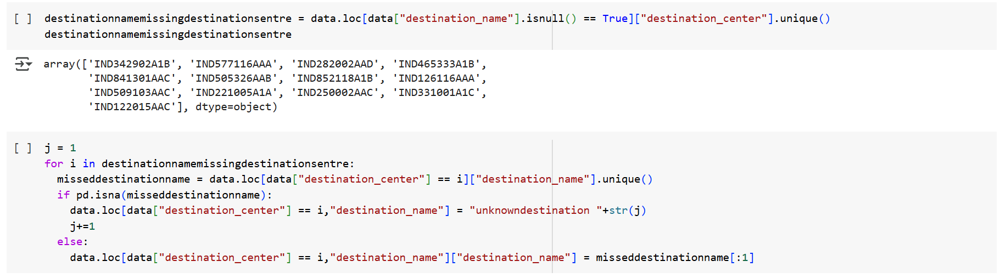 [ ] destinationnamemissingdestinationsentre = data.loc[data["destination_name"].isnull() == True]["destination_center"].unique()
destinationnamemissingdestinationsentre
array(['IND342902A1B', 'IND577116AAA', 'IND282002AAD', 'IND465333A1B',
'IND841301AAC', 'IND505326AAB', 'IND852118A1B', 'IND126116AAA',
'IND509103AAC', 'IND221005A1A', 'IND250002AAC', 'IND331001A1C',
'IND122015AAC'], dtype=object)
[ ] j = 1
for i in destinationnamemissingdestinationsentre:
misseddestinationname = data.loc[data["destination_center"] == i]["destination_name"].unique()
if pd.isna(misseddestinationname):
data.loc[data["destination_center"] == i,"destination_name"] = "unknowndestination "+str(j)
j+=1
else:
data.loc[data["destination_center"] == i,"destination_name"]["destination_name"] = misseddestinationname[:1]